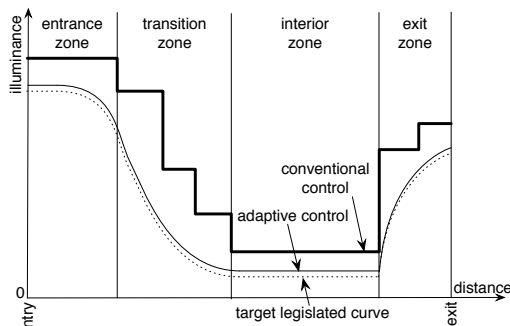 entrance zone
transition zone
interior zone
exit zone
illuminance
conventional control
adaptive control
0
distance
target legislated curve
ntry
exit